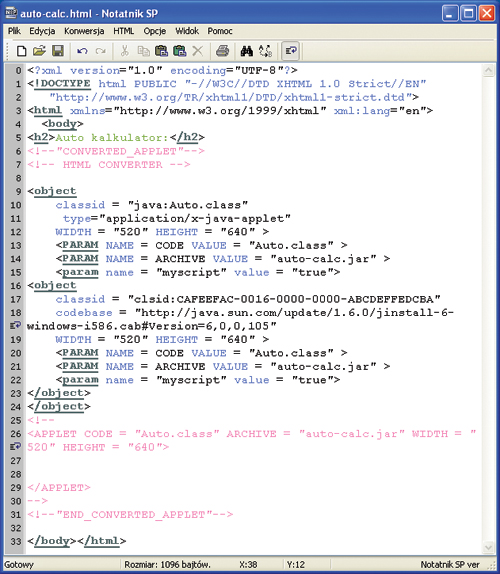 auto-calc.html - Notatnik SP
Plik Edycja Konwersja HTML Opcje Widok Pomoc
0 <?xml version="1.0" encoding="UTF-8"?>
1 <!DOCTYPE html PUBLIC "-//W3C//DTD XHTML 1.0 Strict//EN"
2 "http://www.w3.org/TR/xhtml1/DTD/xhtml1-strict.dtd">
3 <html xmlns="http://www.w3.org/1999/xhtml" xml:lang="en">
4 <body>
5 <h2>Auto kalkulator:</h2>
6 <!--"CONVERTED_APPLET"-->
7 <!-- HTML CONVERTER -->
8
9 <object
10 classid = "java:Auto.class"
11 type="application/x-java-applet"
12 WIDTH = "520" HEIGHT = "640" >
13 <PARAM NAME = CODE VALUE = "Auto.class" >
14 <PARAM NAME = ARCHIVE VALUE = "auto-calc.jar" >
15 <param name = "myscript" value = "true">
16 <object
17 classid = "clsid:CAFEEFAC-0016-0000-0000-ABCDEFFEDCBA"
18 codebase = "http://java.sun.com/update/1.6.0/jinstall-6-
windows-i586.cab#Version=6,0,0,105"
19 WIDTH = "520" HEIGHT = "640" >
20 <PARAM NAME = CODE VALUE = "Auto.class" >
21 <PARAM NAME = ARCHIVE VALUE = "auto-calc.jar" >
22 <param name = "myscript" value = "true">
23 </object>
24 </object>
25 <!--
26 <APPLET CODE = "Auto.class" ARCHIVE = "auto-calc.jar" WIDTH = "
520" HEIGHT = "640">
27
28
29 </APPLET>
30 -->
31 <!--"END_CONVERTED_APPLET"-->
32
33 </body></html>
Gotowy Rozmiar: 1096 bajtów. X:38 Y:12 Notatnik SP ver